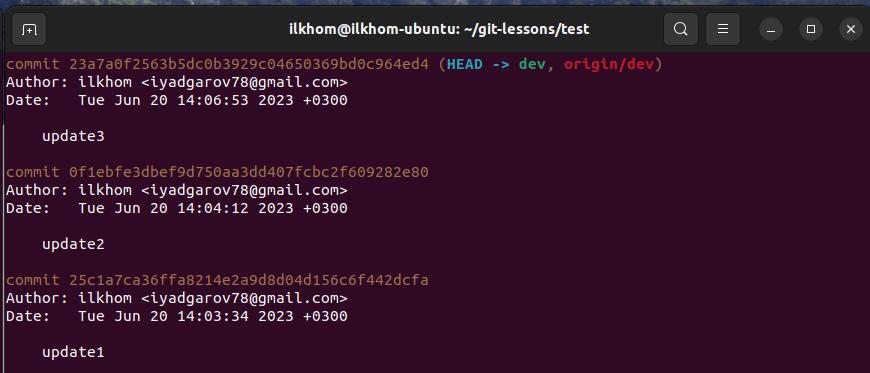 ilkhom@ilkhom-ubuntu: ~/git-lessons/test
commit 23a7a0f2563b5dc0b3929c04650369bd0c964ed4 (HEAD -> dev, origin/dev)
Author: ilkhom <iyadgarov78@gmail.com>
Date:   Tue Jun 20 14:06:53 2023 +0300
    update3
commit 0f1ebfe3dbef9d750aa3dd407fcbc2f609282e80
Author: ilkhom <iyadgarov78@gmail.com>
Date:   Tue Jun 20 14:04:12 2023 +0300
    update2
commit 25c1a7ca36ffa8214e2a9d8d04d156c6f442dcfa
Author: ilkhom <iyadgarov78@gmail.com>
Date:   Tue Jun 20 14:03:34 2023 +0300
    update1